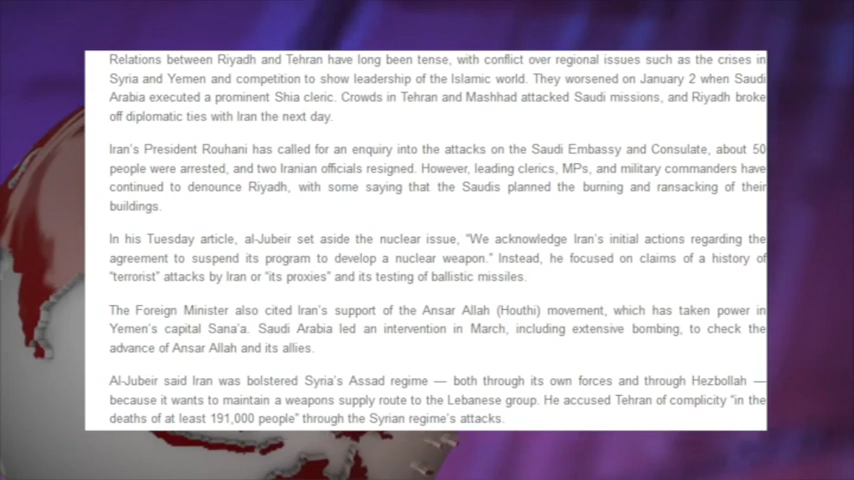 Relations between Riyadh and Tehran have long been tense, with conflict over regional issues such as the crises in
Syria and Yemen and competition to show leadership of the Islamic world. They worsened on January 2 when Saudi
Arabia executed a prominent Shia cleric. Crowds in Tehran and Mashhad attacked Saudi missions, and Riyadh broke
off diplomatic ties with Iran the next day.
Iran's President Rouhani has called for an enquiry into the attacks on the Saudi Embassy and Consulate, about 50
people were arrested, and two Iranian officials resigned. However, leading clerics, MPs, and military commanders have
continued to denounce Riyadh, with some saying that the Saudis planned the burning and ransacking of their
buildings.
In his Tuesday article, al-Jubeir set aside the nuclear issue, “We acknowledge Iran's initial actions regarding the
agreement to suspend its program to develop a nuclear weapon.” Instead, he focused on claims of a history of
“terrorist” attacks by Iran or “its proxies” and its testing of ballistic missiles.
The Foreign Minister also cited Iran's support of the Ansar Allah (Houthi) movement, which has taken power in
Yemen's capital Sana'a. Saudi Arabia led an intervention in March, including extensive bombing, to check the
advance of Ansar Allah and its allies.
Al-Jubeir said Iran was bolstered Syria's Assad regime — both through its own forces and through Hezbollah —
because it wants to maintain a weapons supply route to the Lebanese group. He accused Tehran of complicity “in the
deaths of at least 191,000 people” through the Syrian regime's attacks.